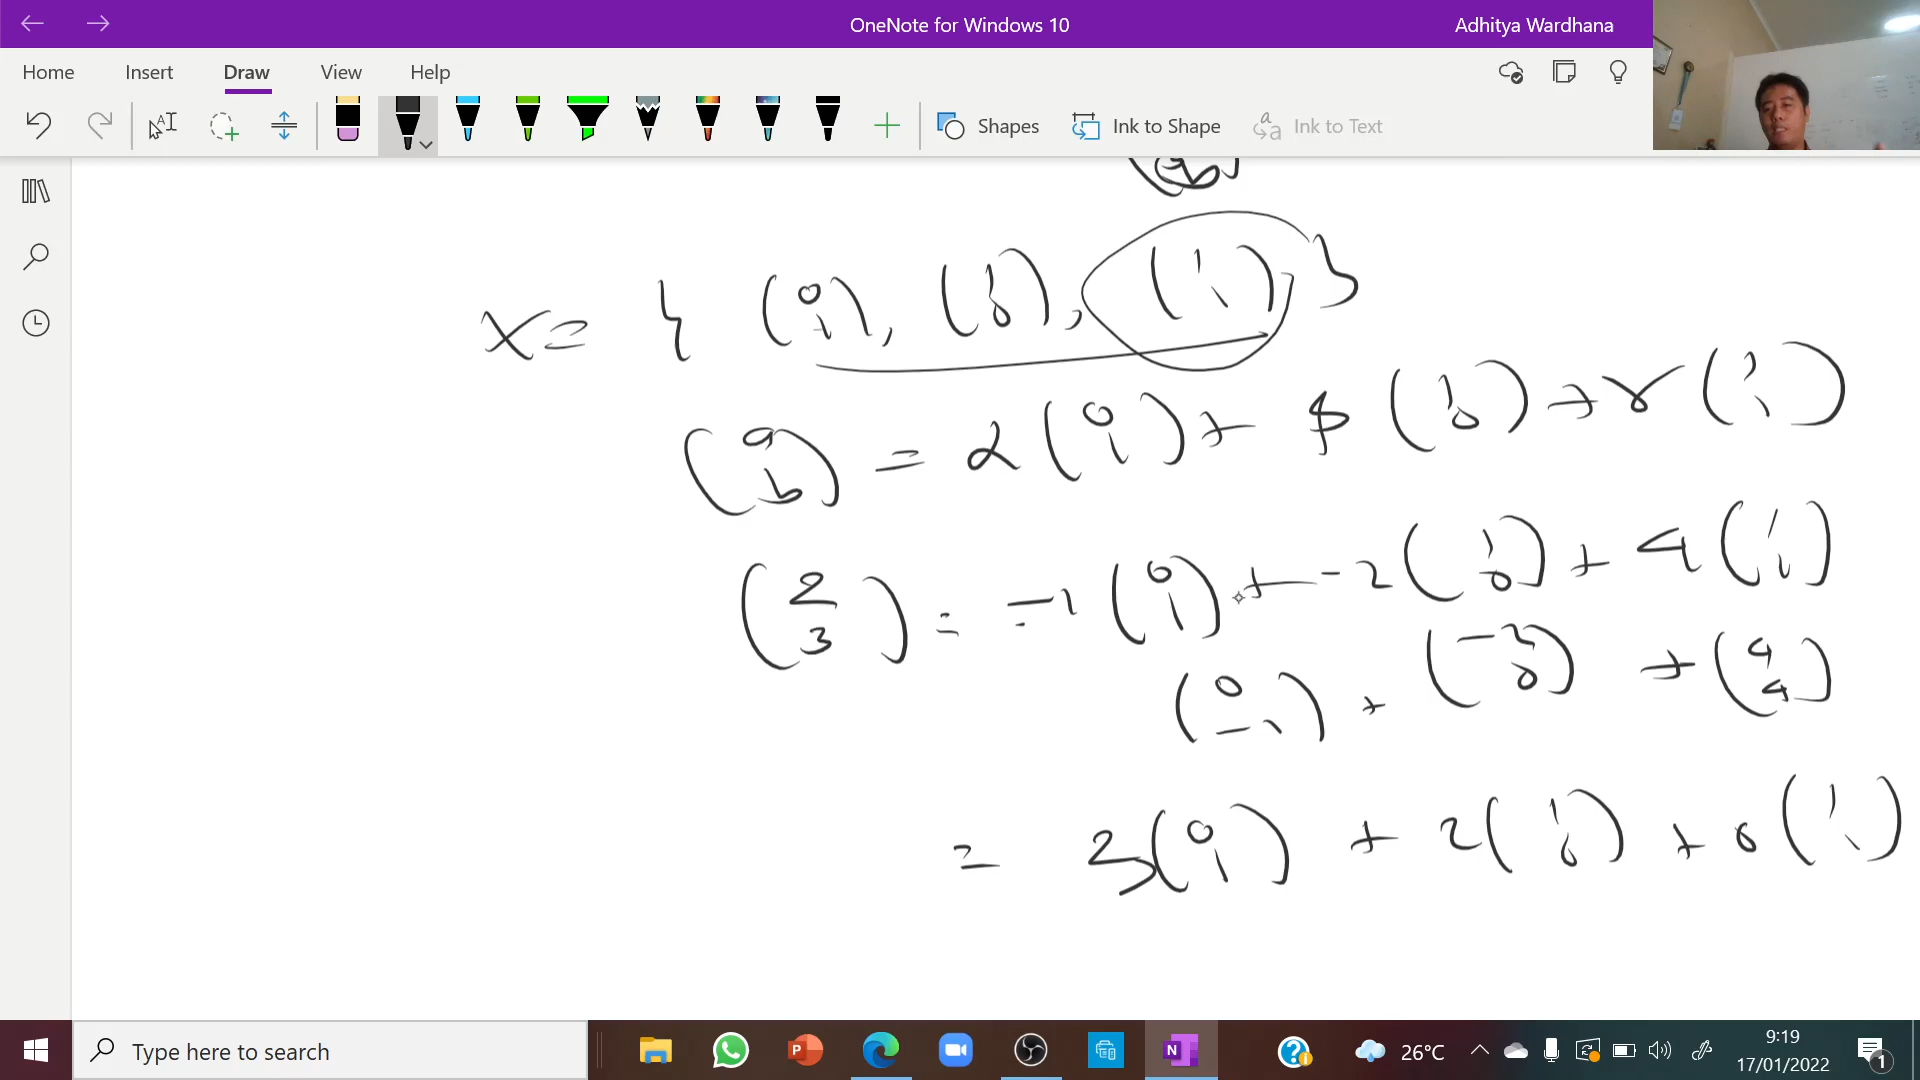 OneNote for Windows 10
Adhitya Wardhana
Home Insert Draw View Help
Shapes
Ink to Shape
Ink to Text
x = { (0 1), (1 0), (1 1), }
(a b) = α (0 1) + β (1 0) + γ (1 1)
(2 3) = -1 (0 1) + -2 (1 0) + 4 (1 1)
(0 -1) + (-2 0) + (4 4)
= 3 (0 1) + 2 (1 0) + 0 (1 1)
Type here to search
26°C
9:19
17/01/2022
1